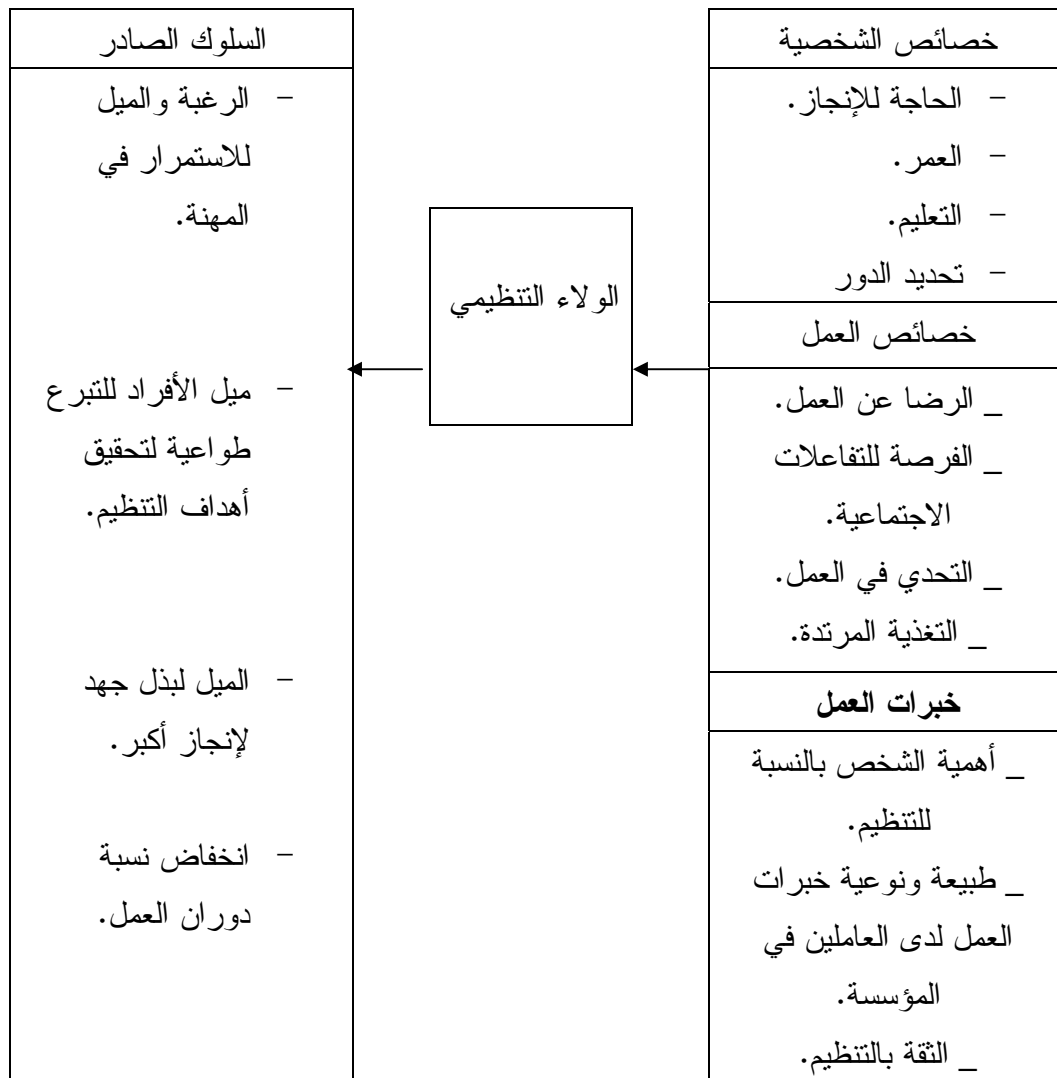 خصائص الشخصية
- الحاجة للإنجاز.
- العمر.
- التعليم.
- تحديد الدور
خصائص العمل
_ الرضا عن العمل.
_ الفرصة للتفاعلات
الاجتماعية.
_ التحدي في العمل.
_ التغذية المرتدة.
خبرات العمل
_ أهمية الشخص بالنسبة
للتنظيم.
_ طبيعة ونوعية خبرات
العمل لدى العاملين في
المؤسسة.
_ الثقة بالتنظيم.
الولاء التنظيمي
السلوك الصادر
- الرغبة والميل
للاستمرار في
المهنة.
- ميل الأفراد للتبرع
طواعية لتحقيق
أهداف التنظيم.
- الميل لبذل جهد
لإنجاز أكبر.
- انخفاض نسبة
دوران العمل.